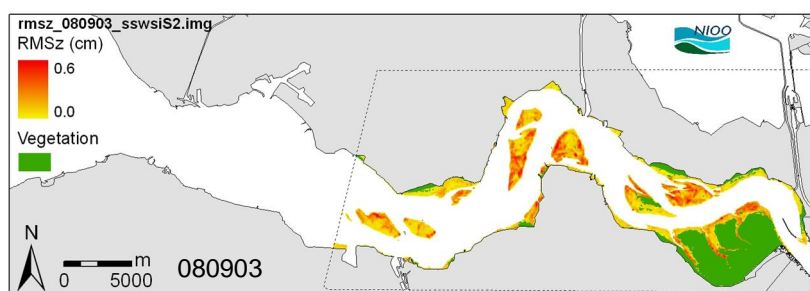 rmsz_080903_sswsiS2.img
RMSz (cm)
0.6
0.0
Vegetation
NIOO
N
m
0 5000
080903